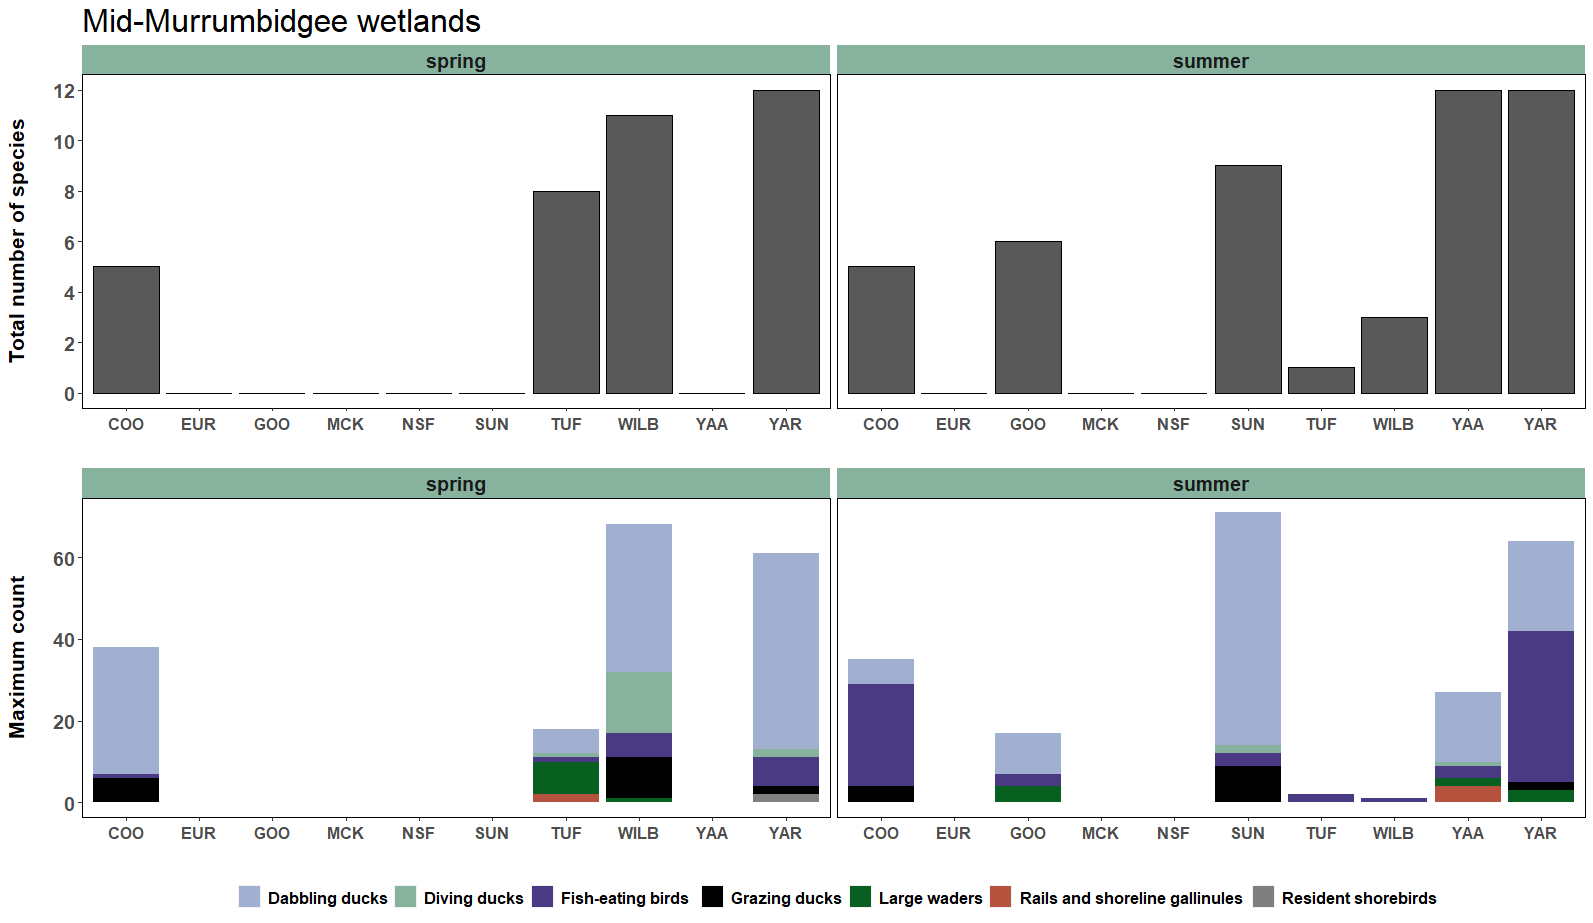 Mid-Murrumbidgee wetlands
spring summer
Total number of species
12
10
8
6
4
2
0
COO EUR GOO MCK NSF SUN TUF WILB YAA YAR COO EUR GOO MCK NSF SUN TUF WILB YAA YAR
spring summer
Maximum count
60
40
20
0
COO EUR GOO MCK NSF SUN TUF WILB YAA YAR COO EUR GOO MCK NSF SUN TUF WILB YAA YAR
Dabbling ducks Diving ducks Fish-eating birds Grazing ducks Large waders Rails and shoreline gallinules Resident shorebirds